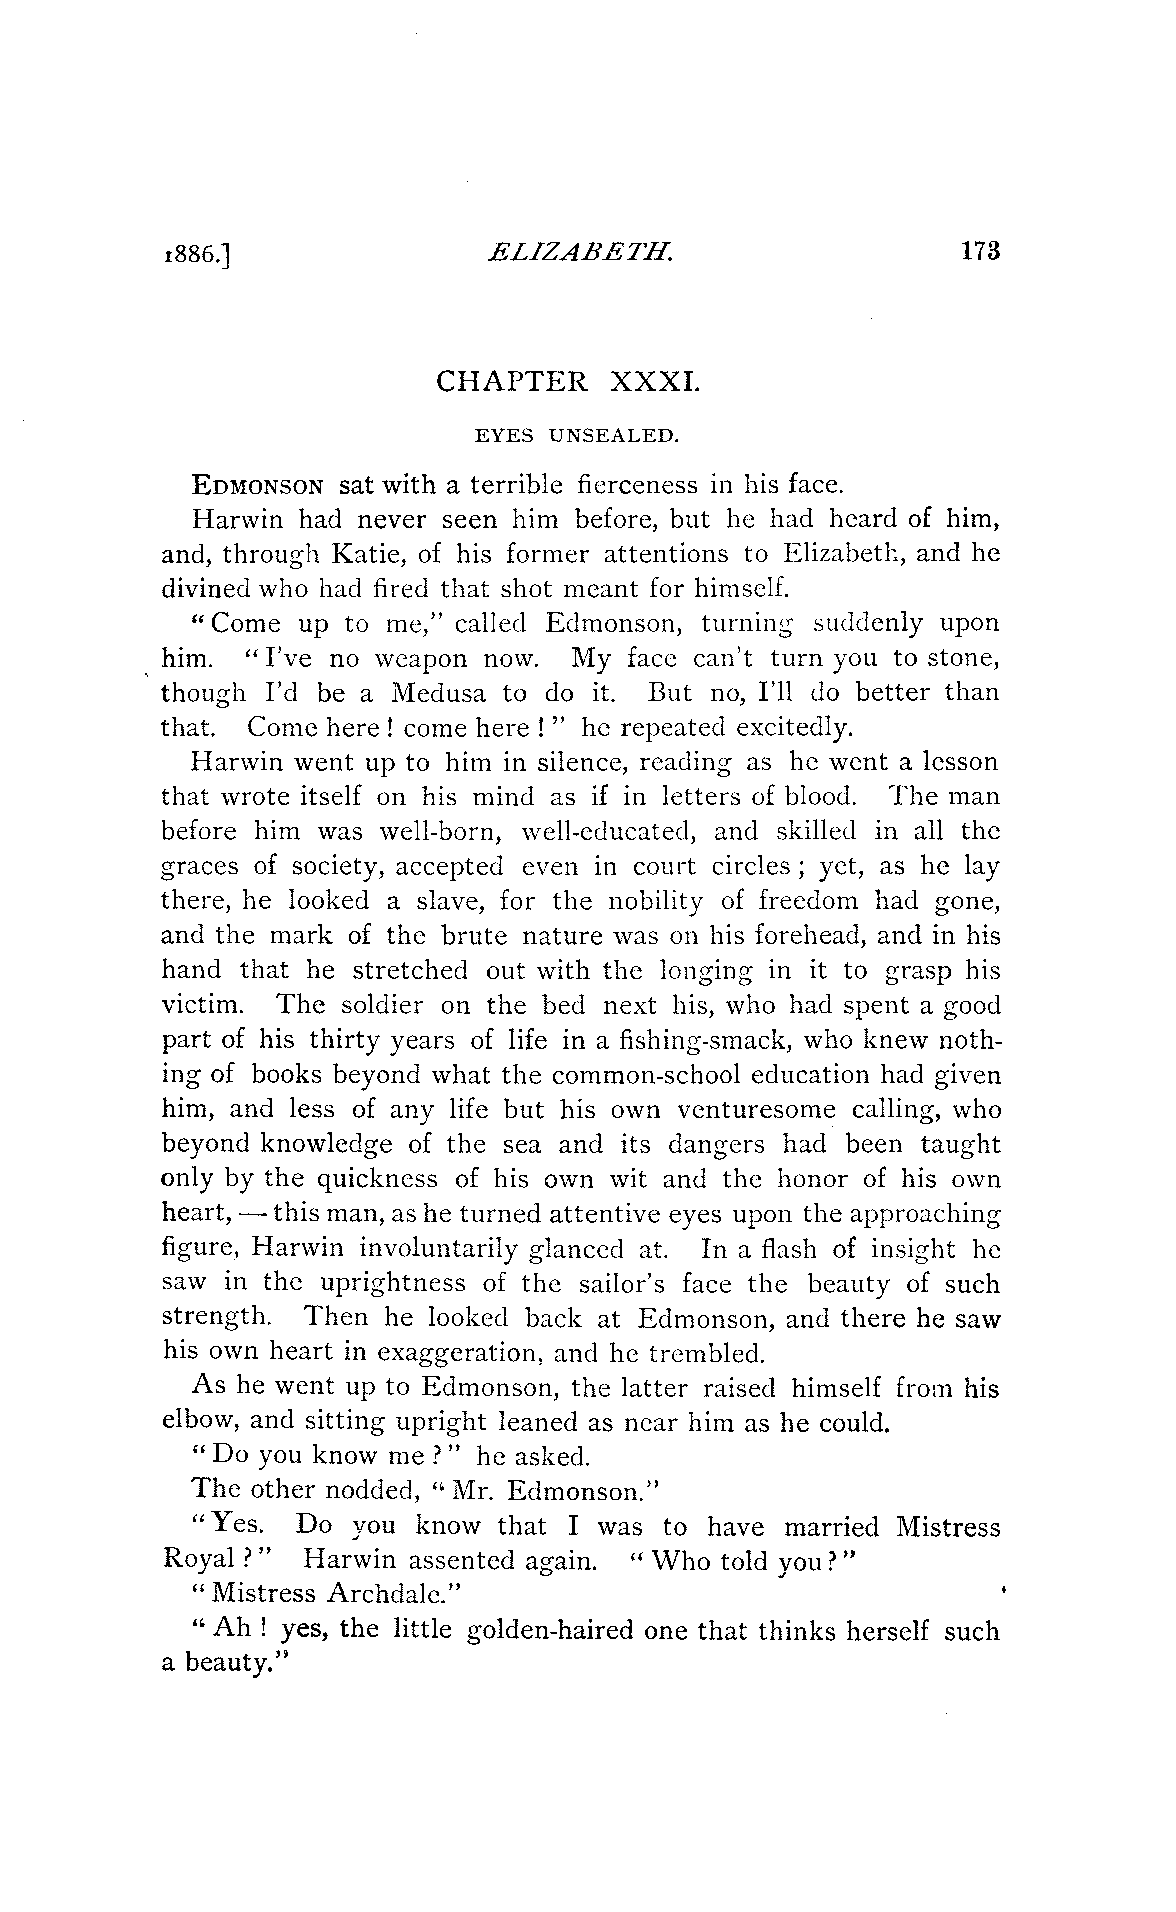 1886.] ELIZABETH. 173
CHAPTER XXXI.
EYES UNSEALED.
EDMONSON sat with a terrible fierceness in his face.
Harwin had never seen him before, but he had heard of him,
and, through Katie, of his former attentions to Elizabeth, and he
divined who had fired that shot meant for himself.
"Come up to me," called Edmonson, turning suddenly upon
him. "I've no weapon now. My face can't turn you to stone,
though I'd be a Medusa to do it. But no, I'll do better than
that. Come here! come here!" he repeated excitedly.
Harwin went up to him in silence, reading as he went a lesson
that wrote itself on his mind as if in letters of blood. The man
before him was well-born, well-educated, and skilled in all the
graces of society, accepted even in court circles; yet, as he lay
there, he looked a slave, for the nobility of freedom had gone,
and the mark of the brute nature was on his forehead, and in his
hand that he stretched out with the longing in it to grasp his
victim. The soldier on the bed next his, who had spent a good
part of his thirty years of life in a fishing-smack, who knew noth-
ing of books beyond what the common-school education had given
him, and less of any life but his own venturesome calling, who
beyond knowledge of the sea and its dangers had been taught
only by the quickness of his own wit and the honor of his own
heart, — this man, as he turned attentive eyes upon the approaching
figure, Harwin involuntarily glanced at. In a flash of insight he
saw in the uprightness of the sailor's face the beauty of such
strength. Then he looked back at Edmonson, and there he saw
his own heart in exaggeration, and he trembled.
As he went up to Edmonson, the latter raised himself from his
elbow, and sitting upright leaned as near him as he could.
"Do you know me?" he asked.
The other nodded, "Mr. Edmonson."
"Yes. Do you know that I was to have married Mistress
Royal?" Harwin assented again. "Who told you?"
"Mistress Archdale."
"Ah! yes, the little golden-haired one that thinks herself such
a beauty."